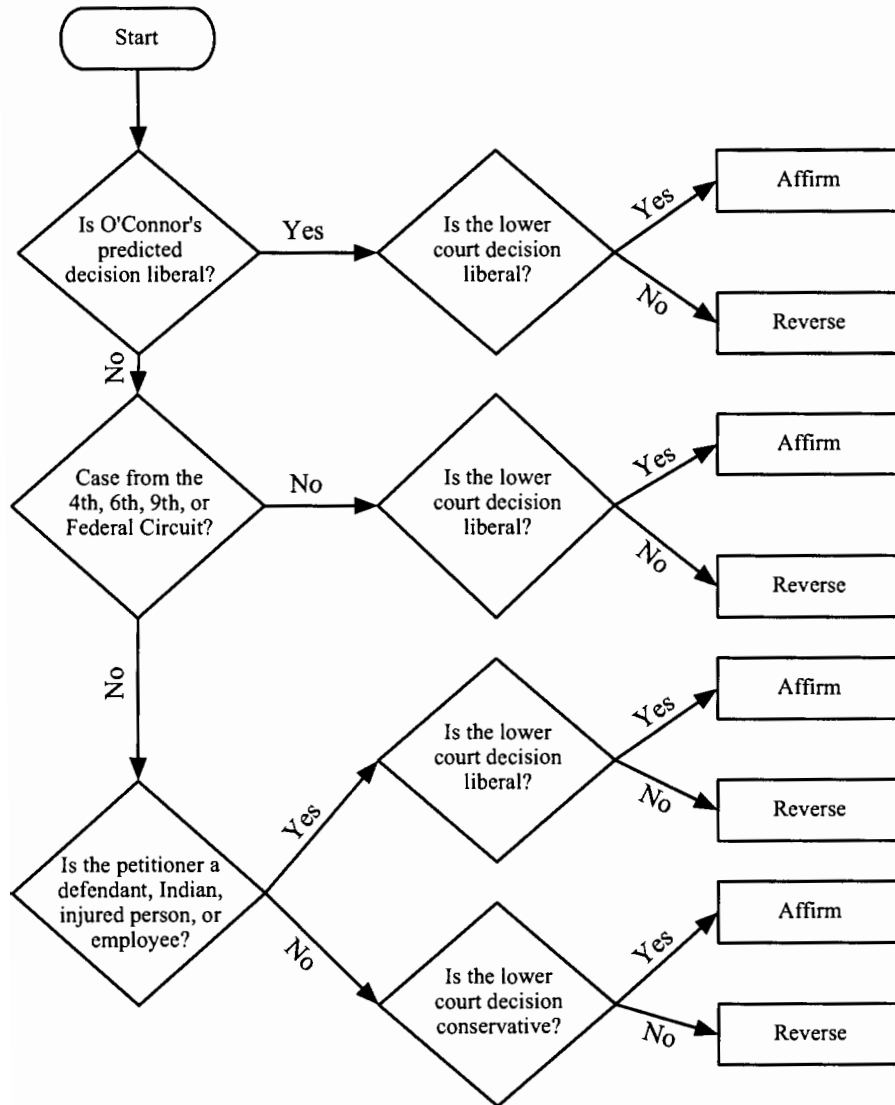 Start
Is O'Connor's
predicted
decision liberal?
Yes
Is the lower
court decision
liberal?
Yes
Affirm
No
Reverse
No
Case from the
4th, 6th, 9th, or
Federal Circuit?
No
Is the lower
court decision
liberal?
Yes
Affirm
No
Reverse
No
Is the petitioner a
defendant, Indian,
injured person, or
employee?
Yes
Is the lower
court decision
liberal?
Yes
Affirm
No
Reverse
No
Is the lower
court decision
conservative?
Yes
Affirm
No
Reverse